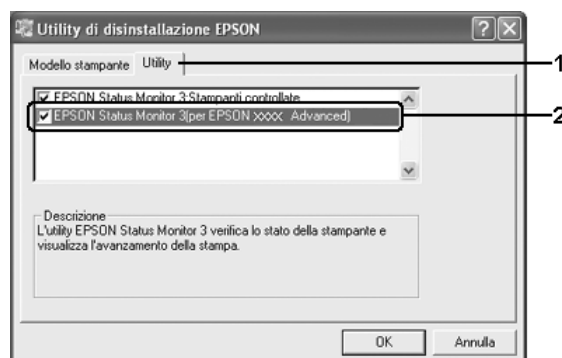 Utility di disinstallazione EPSON
Modello stampante Utility
1
EPSON Status Monitor 3:Stampanti controllate
EPSON Status Monitor 3(per EPSON XXXX Advanced)
2
Descrizione
L'utility EPSON Status Monitor 3 verifica lo stato della stampante e
visualizza l'avanzamento della stampa.
OK Annulla